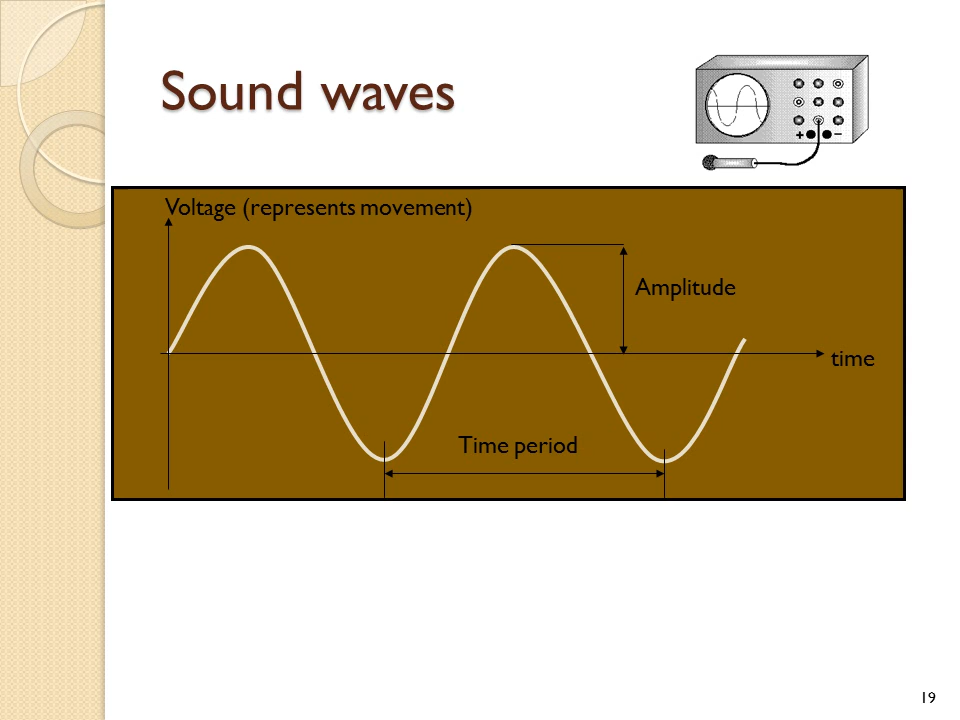 Sound waves
+ −
Voltage (represents movement)
Amplitude
time
Time period
19